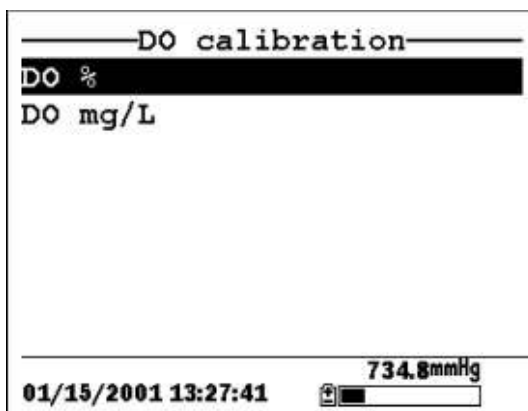 DO calibration
DO %
DO mg/L
734.8mmHg
01/15/2001 13:27:41